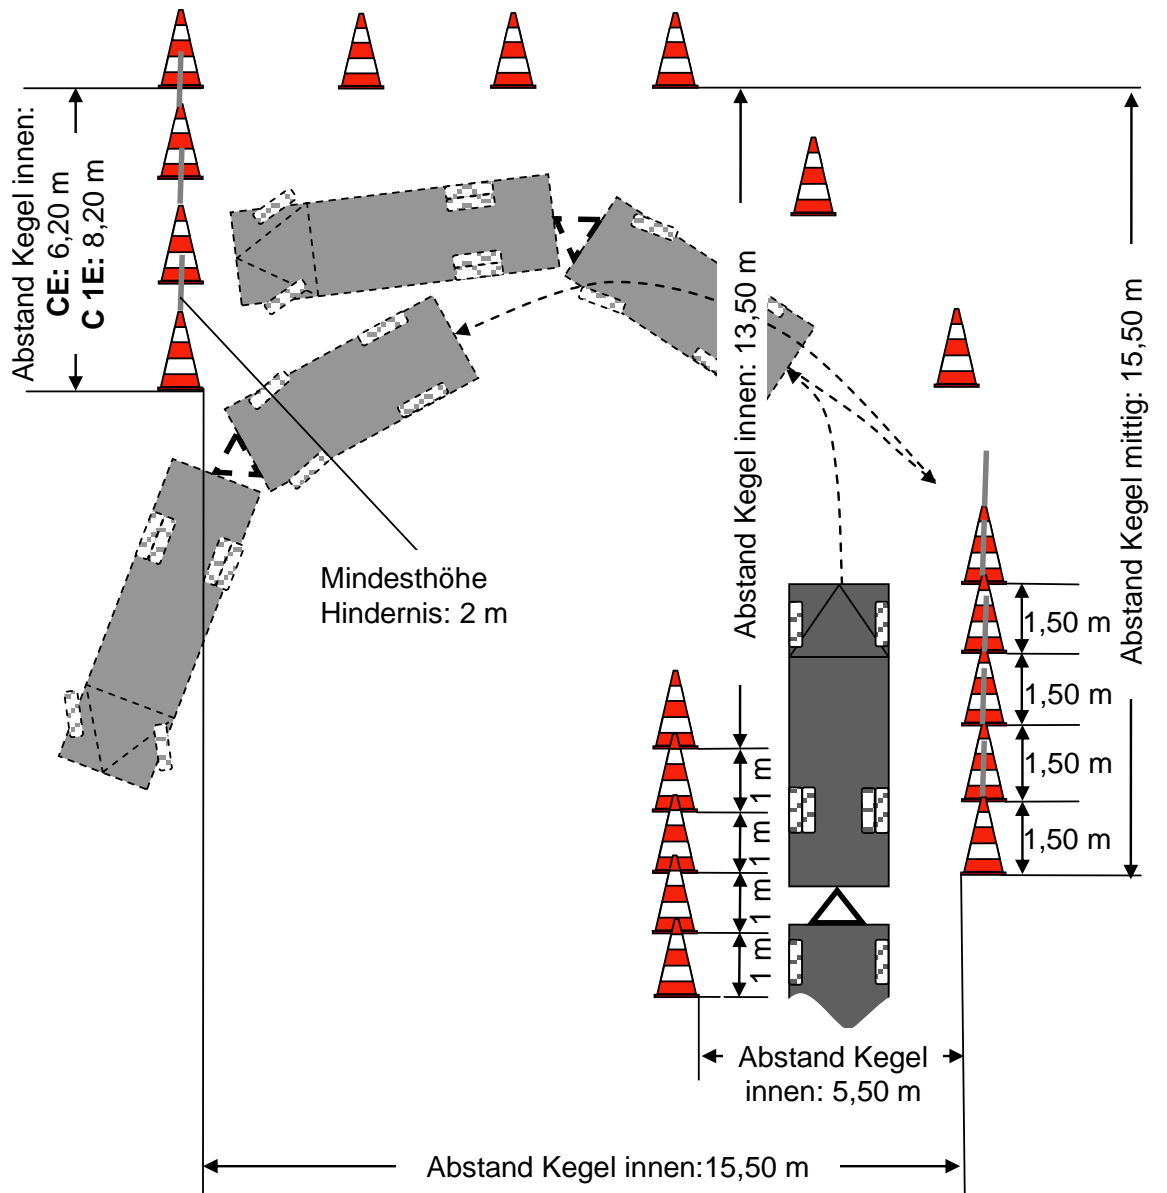 Abstand Kegel innen:
CE: 6,20 m
C 1E: 8,20 m
Abstand Kegel innen: 13,50 m
Abstand Kegel mittig: 15,50 m
Mindesthöhe
Hindernis: 2 m
1,50 m
1,50 m
1,50 m
1,50 m
1 m
1 m
1 m
1 m
Abstand Kegel
innen: 5,50 m
Abstand Kegel innen:15,50 m